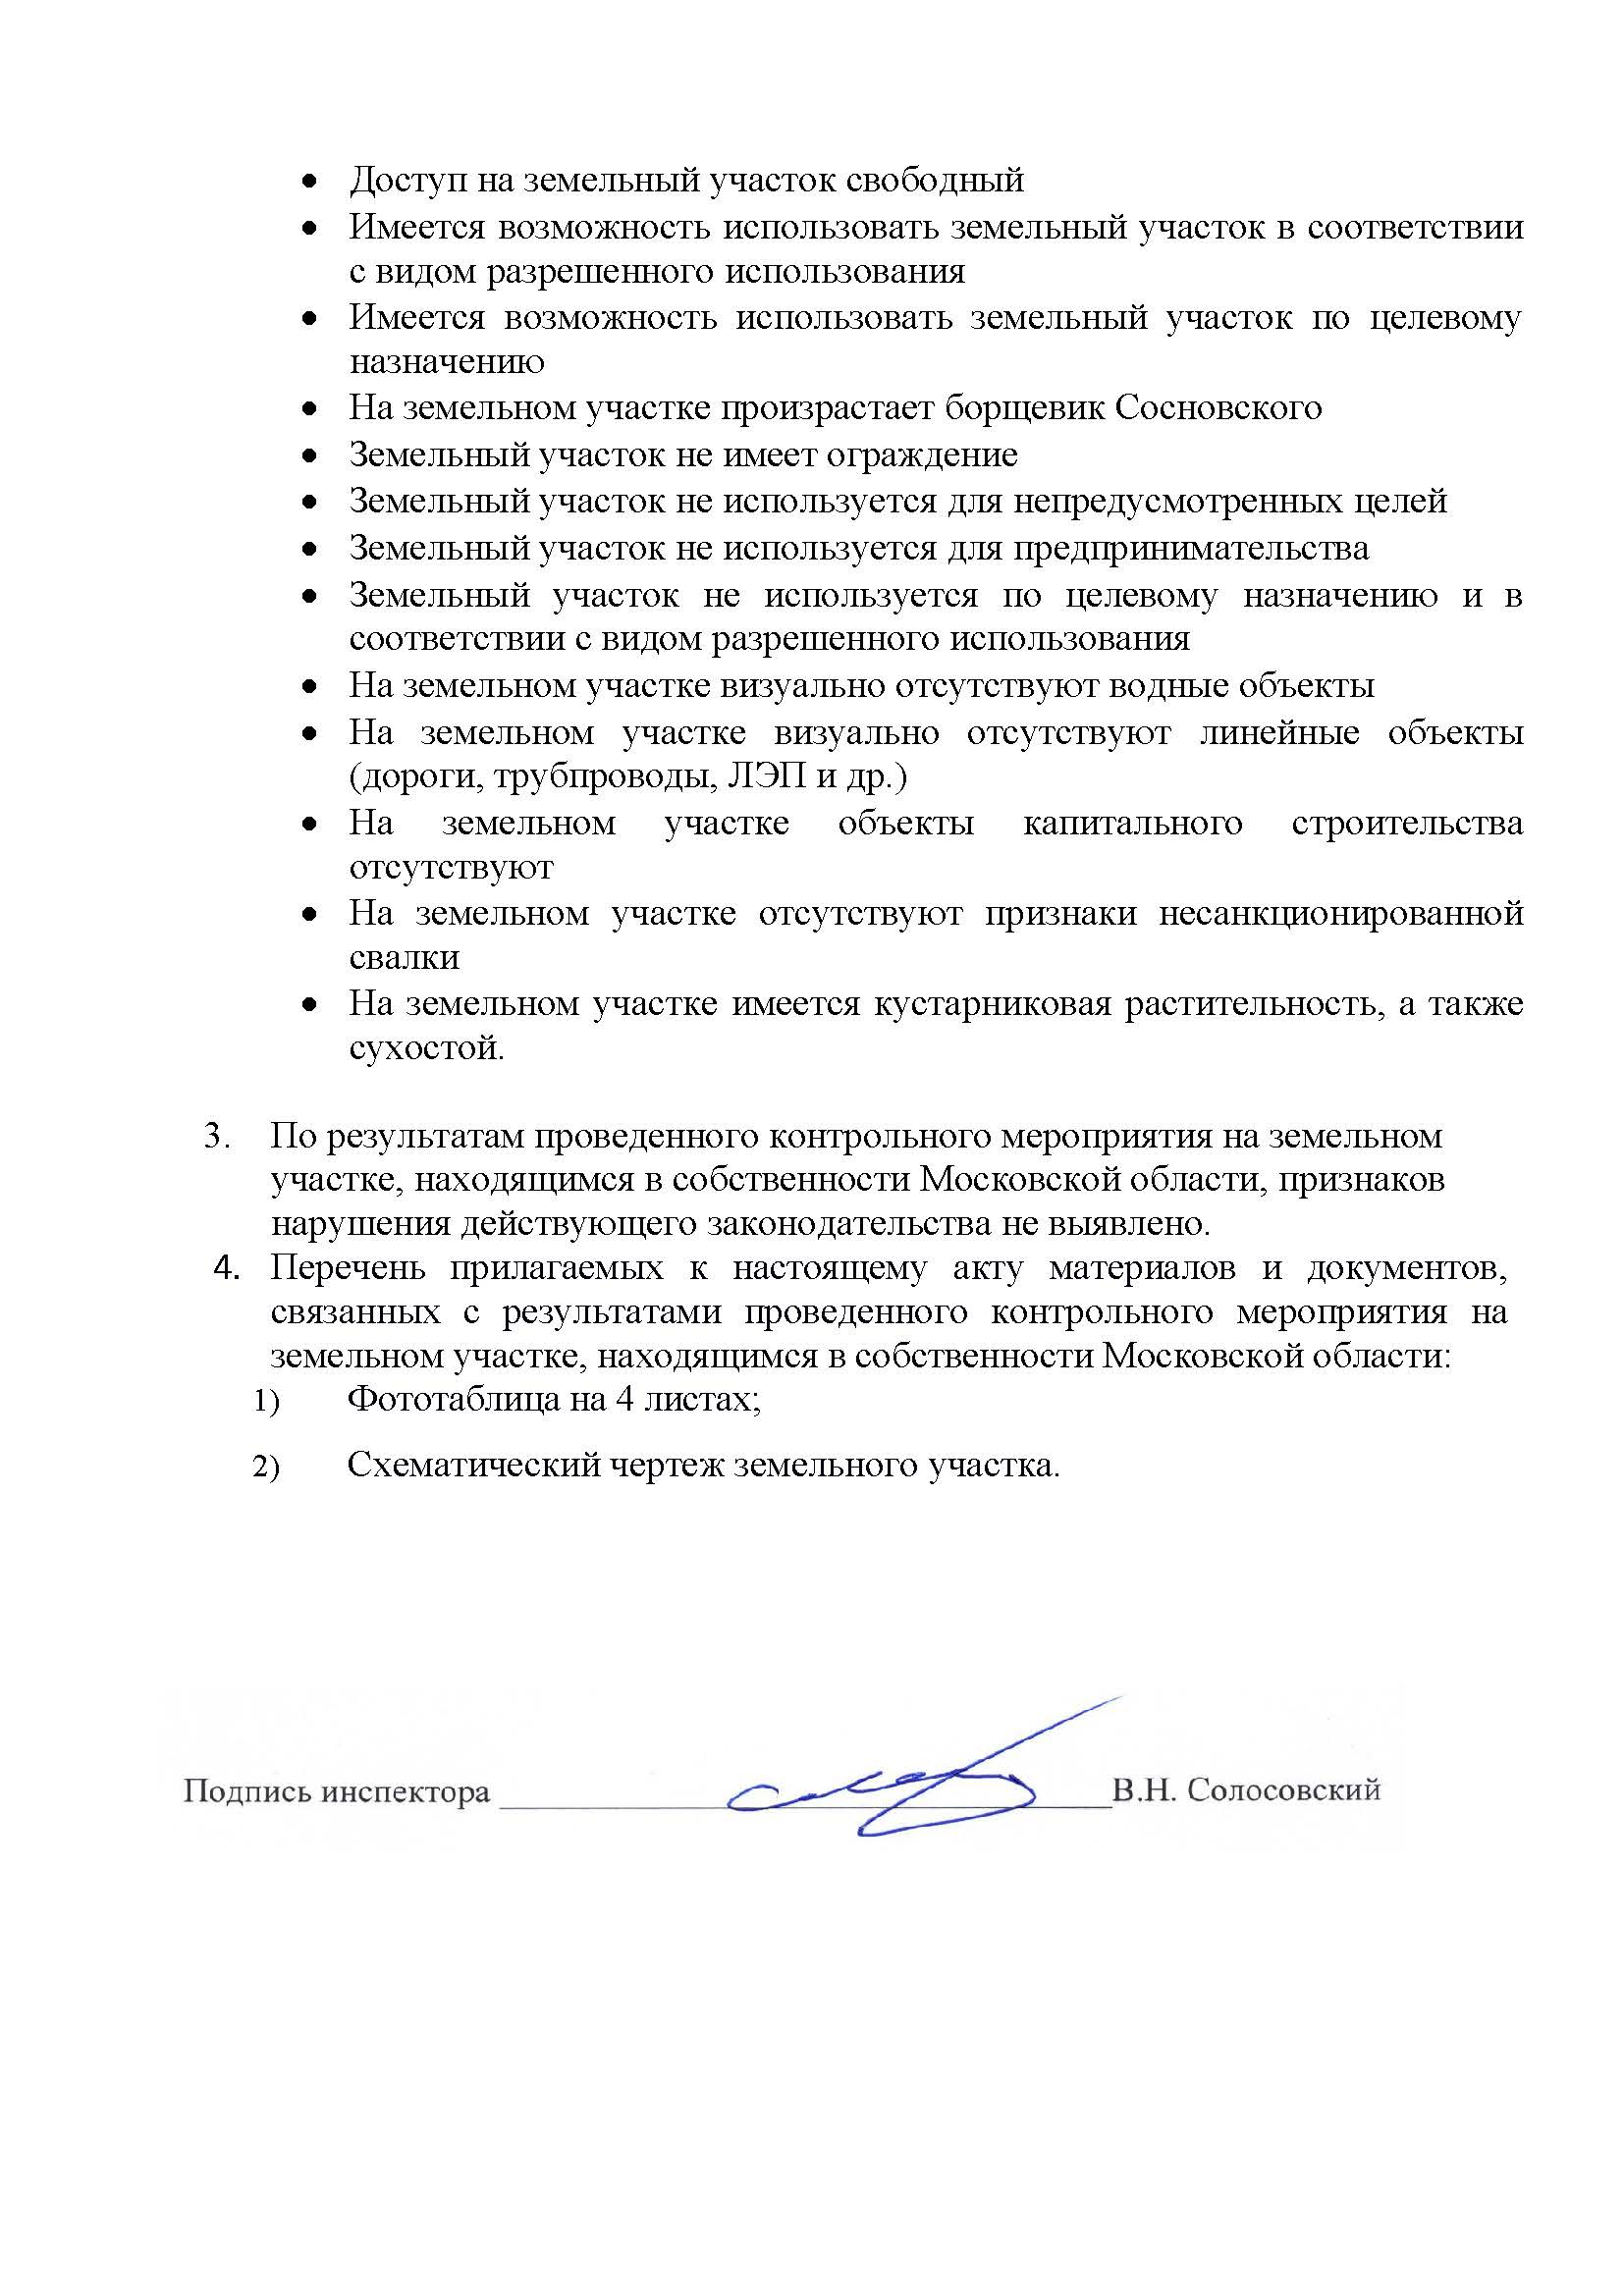 • Доступ на земельный участок свободный
• Имеется возможность использовать земельный участок в соответствии
с видом разрешенного использования
• Имеется возможность использовать земельный участок по целевому
назначению
• На земельном участке произрастает борщевик Сосновского
• Земельный участок не имеет ограждение
• Земельный участок не используется для непредусмотренных целей
• Земельный участок не используется для предпринимательства
• Земельный участок не используется по целевому назначению и в
соответствии с видом разрешенного использования
• На земельном участке визуально отсутствуют водные объекты
• На земельном участке визуально отсутствуют линейные объекты
(дороги, трубпроводы, ЛЭП и др.)
• На земельном участке объекты капитального строительства
отсутствуют
• На земельном участке отсутствуют признаки несанкционированной
свалки
• На земельном участке имеется кустарниковая растительность, а также
сухостой.
3. По результатам проведенного контрольного мероприятия на земельном
участке, находящимся в собственности Московской области, признаков
нарушения действующего законодательства не выявлено.
4. Перечень прилагаемых к настоящему акту материалов и документов,
связанных с результатами проведенного контрольного мероприятия на
земельном участке, находящимся в собственности Московской области:
1) Фототаблица на 4 листах;
2) Схематический чертеж земельного участка.
Подпись инспектора В.Н. Солосовский